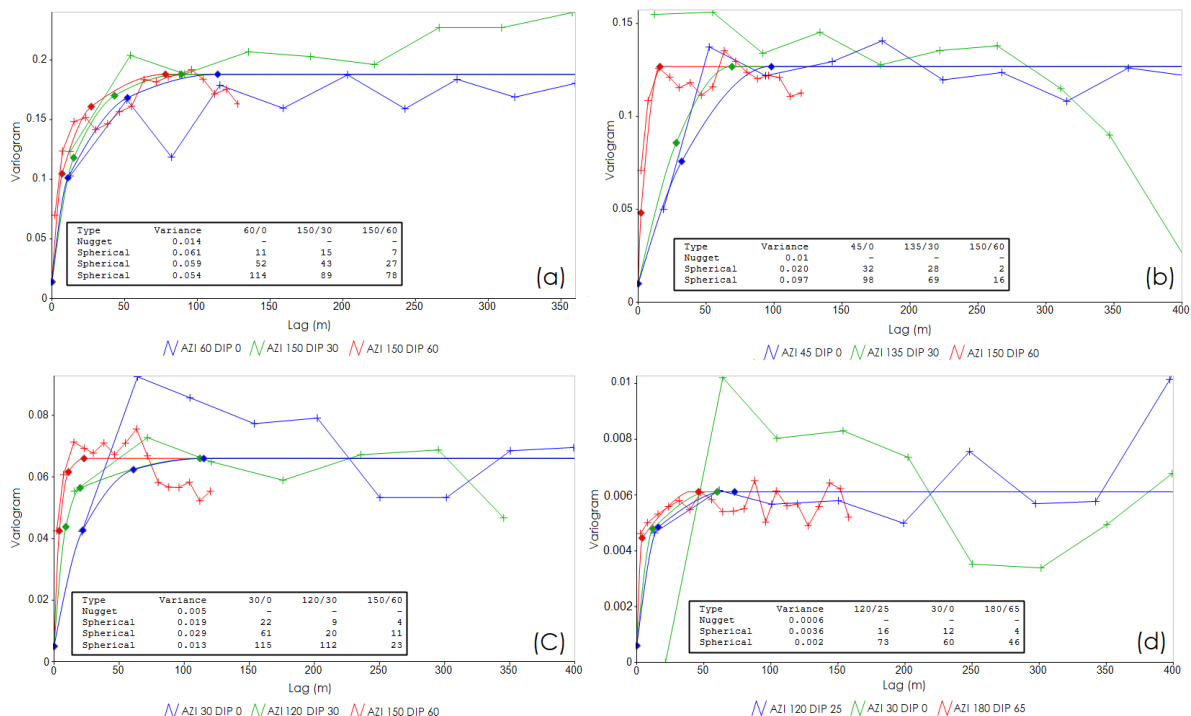 (a)
Variogram
0.2
0.15
0.1
0.05
0
Type Variance 60/0 150/30 150/60
Nugget 0.014 - - -
Spherical 0.061 11 15 7
Spherical 0.059 52 43 27
Spherical 0.054 114 89 78
0 50 100 150 200 250 300 350
Lag (m)
AZI 60 DIP 0 AZI 150 DIP 30 AZI 150 DIP 60
(b)
Variogram
0.15
0.1
0.05
0
Type Variance 45/0 135/30 150/60
Nugget 0.01 - - -
Spherical 0.020 32 28 2
Spherical 0.097 98 69 16
0 50 100 150 200 250 300 350 400
Lag (m)
AZI 45 DIP 0 AZI 135 DIP 30 AZI 150 DIP 60
(C)
Variogram
0.08
0.06
0.04
0.02
0
Type Variance 30/0 120/30 150/60
Nugget 0.005 - - -
Spherical 0.019 22 9 4
Spherical 0.029 61 20 11
Spherical 0.013 115 112 23
0 50 100 150 200 250 300 350 400
Lag (m)
AZI 30 DIP 0 AZI 120 DIP 30 AZI 150 DIP 60
(d)
Variogram
0.01
0.008
0.006
0.004
0.002
0
Type Variance 120/25 30/0 180/65
Nugget 0.0006 - - -
Spherical 0.0036 16 12 4
Spherical 0.002 73 60 46
0 50 100 150 200 250 300 350 400
Lag (m)
AZI 120 DIP 25 AZI 30 DIP 0 AZI 180 DIP 65